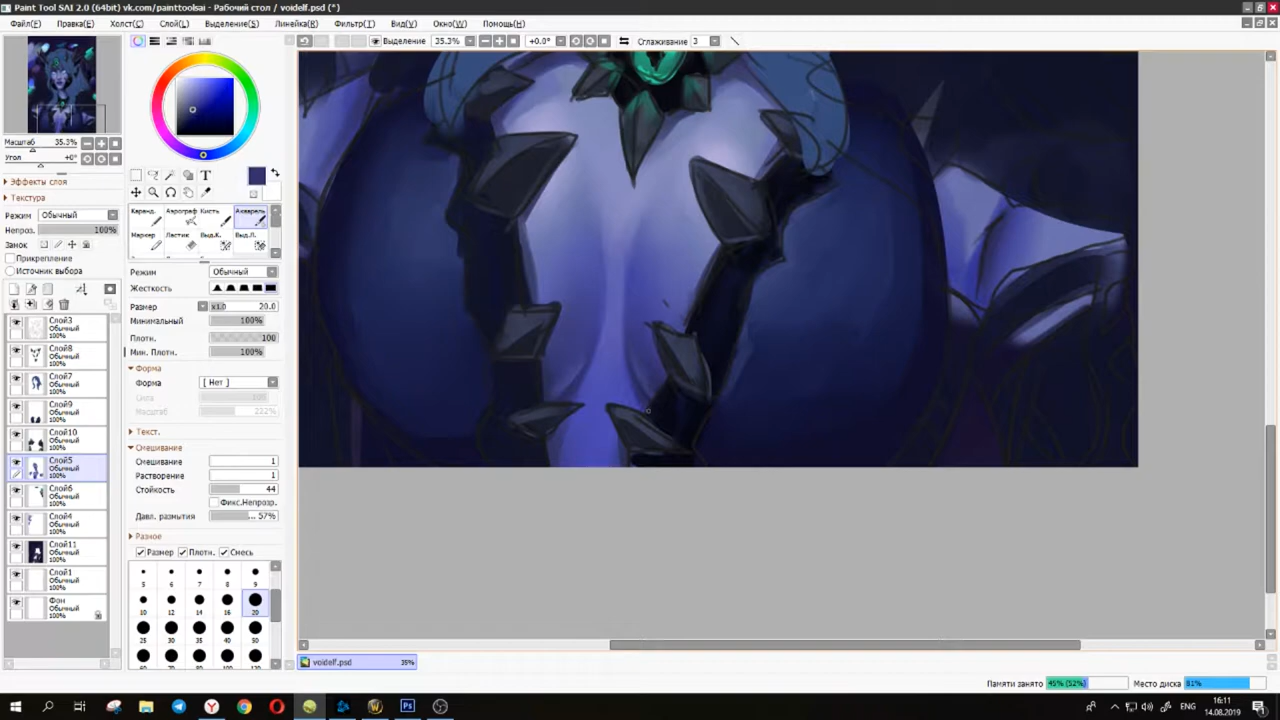 Paint Tool SAI 2.0 (64bit) vk.com/painttoolsai - Рабочий стол / voidelf.psd (*)
Файл(F) Правка(E) Холст(C) Слой(L) Выделение(S) Линейка(R) Фильтр(T) Вид(V) Окно(W) Помощь(H)
Выделение 35.3% +0.0° Сглаживание 3
Масштаб 35.3%
Угол +0°
Эффекты слоя
Текстура
Режим Обычный
Непроз. 100%
Замок
Прикрепление
Источник выбора
Слой3
Обычный
100%
Слой8
Обычный
100%
Слой7
Обычный
100%
Слой9
Обычный
100%
Слой10
Обычный
100%
Слой5
Обычный
100%
Слой6
Обычный
100%
Слой4
Обычный
100%
Слой11
Обычный
100%
Слой1
Обычный
100%
Фон
Обычный
100%
T
Каранд. Аэрограф Кисть Акварель
Маркер Ластик Выд.К. Выд.Л.
Режим Обычный
Жесткость
Размер x1.0 20.0
Минимальный 100%
Плотн. 100
Мин. Плотн. 100%
Форма
Форма [ Нет ]
Текст.
Смешивание
Смешивание 1
Растворение 1
Стойкость 44
Фикс.Непрозр.
Давл. размытия ... 57%
Разное
Размер Плотн. Смесь
5 6 7 8 9
10 12 14 16 20
25 30 35 40 50
voidelf.psd 35%
Памяти занято 45% (52%) Место диска 81%
ENG 16:11
14.08.2019